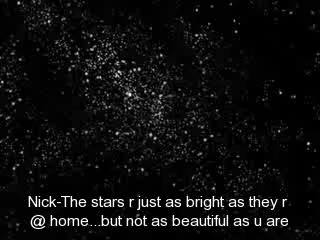 Nick-The stars r just as bright as they r
@ home...but not as beautiful as u are